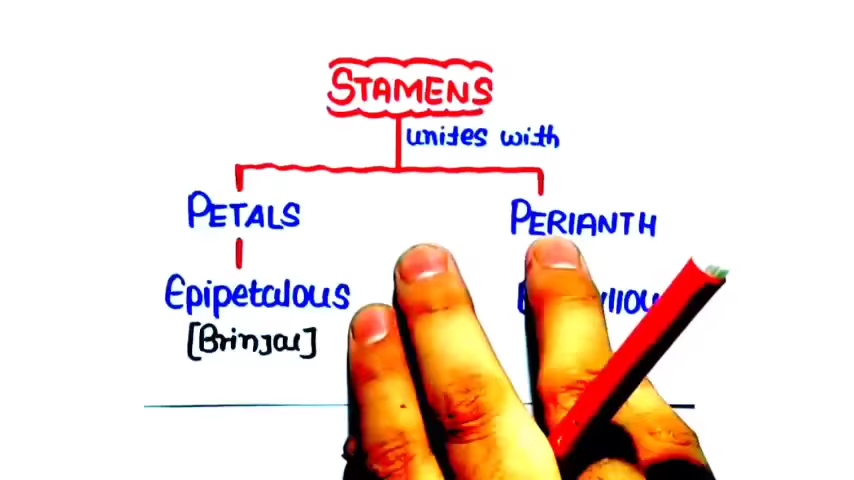 STAMENS
unites with
PETALS PERIANTH
Epipetalous
[Brinjal]